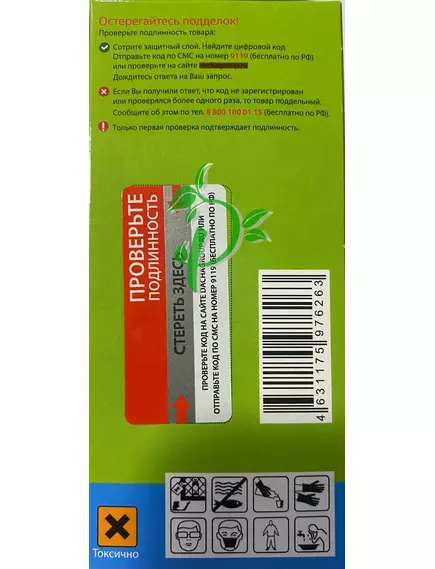 Остерегайтесь подделок!
Проверьте подлинность товара:
Сотрите защитный слой. Найдите цифровой код.
Отправьте код по СМС на номер 9119 (бесплатно по РФ)
или проверьте на сайте
Дождитесь ответа на Ваш запрос.
Если Вы получили ответ, что код не зарегистрирован
или проверялся более одного раза, то товар поддельный.
Сообщите об этом по тел. 8 800 100 01 15 (бесплатно по РФ).
Только первая проверка подтверждает подлинность.
ПРОВЕРЬТЕ
ПОДЛИННОСТЬ
СТЕРЕТЬ ЗДЕСЬ
ПРОВЕРЬТЕ КОД НА САЙТЕ DACHAGROUP.RU ИЛИ
ОТПРАВЬТЕ КОД ПО СМС НА НОМЕР 9119 (БЕСПЛАТНО ПО РФ)
4 631175 976263
Токсично